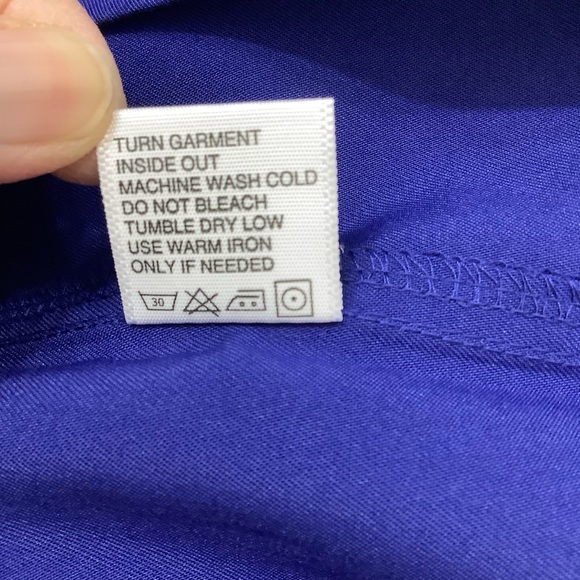 TURN GARMENT
INSIDE OUT
MACHINE WASH COLD
DO NOT BLEACH
TUMBLE DRY LOW
USE WARM IRON
ONLY IF NEEDED
30